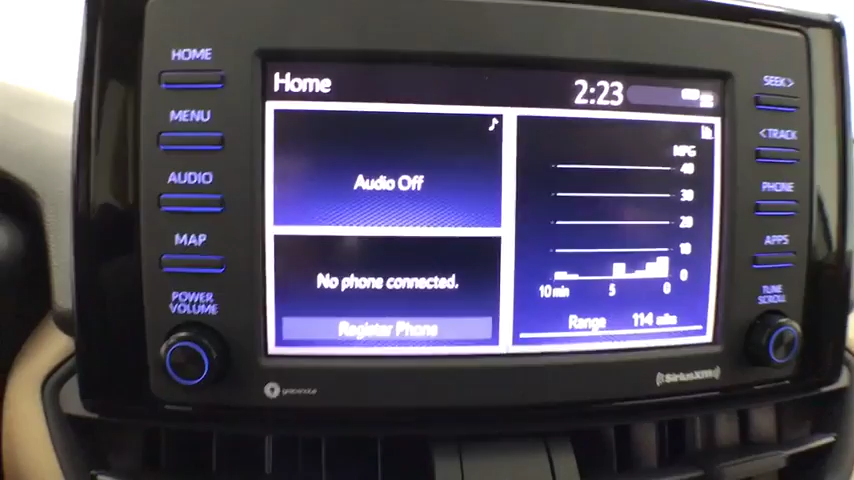 HOME
MENU
AUDIO
MAP
POWER
VOLUME
Home
2:23
Audio Off
No phone connected.
Register Phone
MPG
40
30
20
10
0
10 min
5
0
Range 114 miles
SEEK>
<TRACK
PHONE
APPS
TUNE
SCROLL
gracenote
SiriusXM